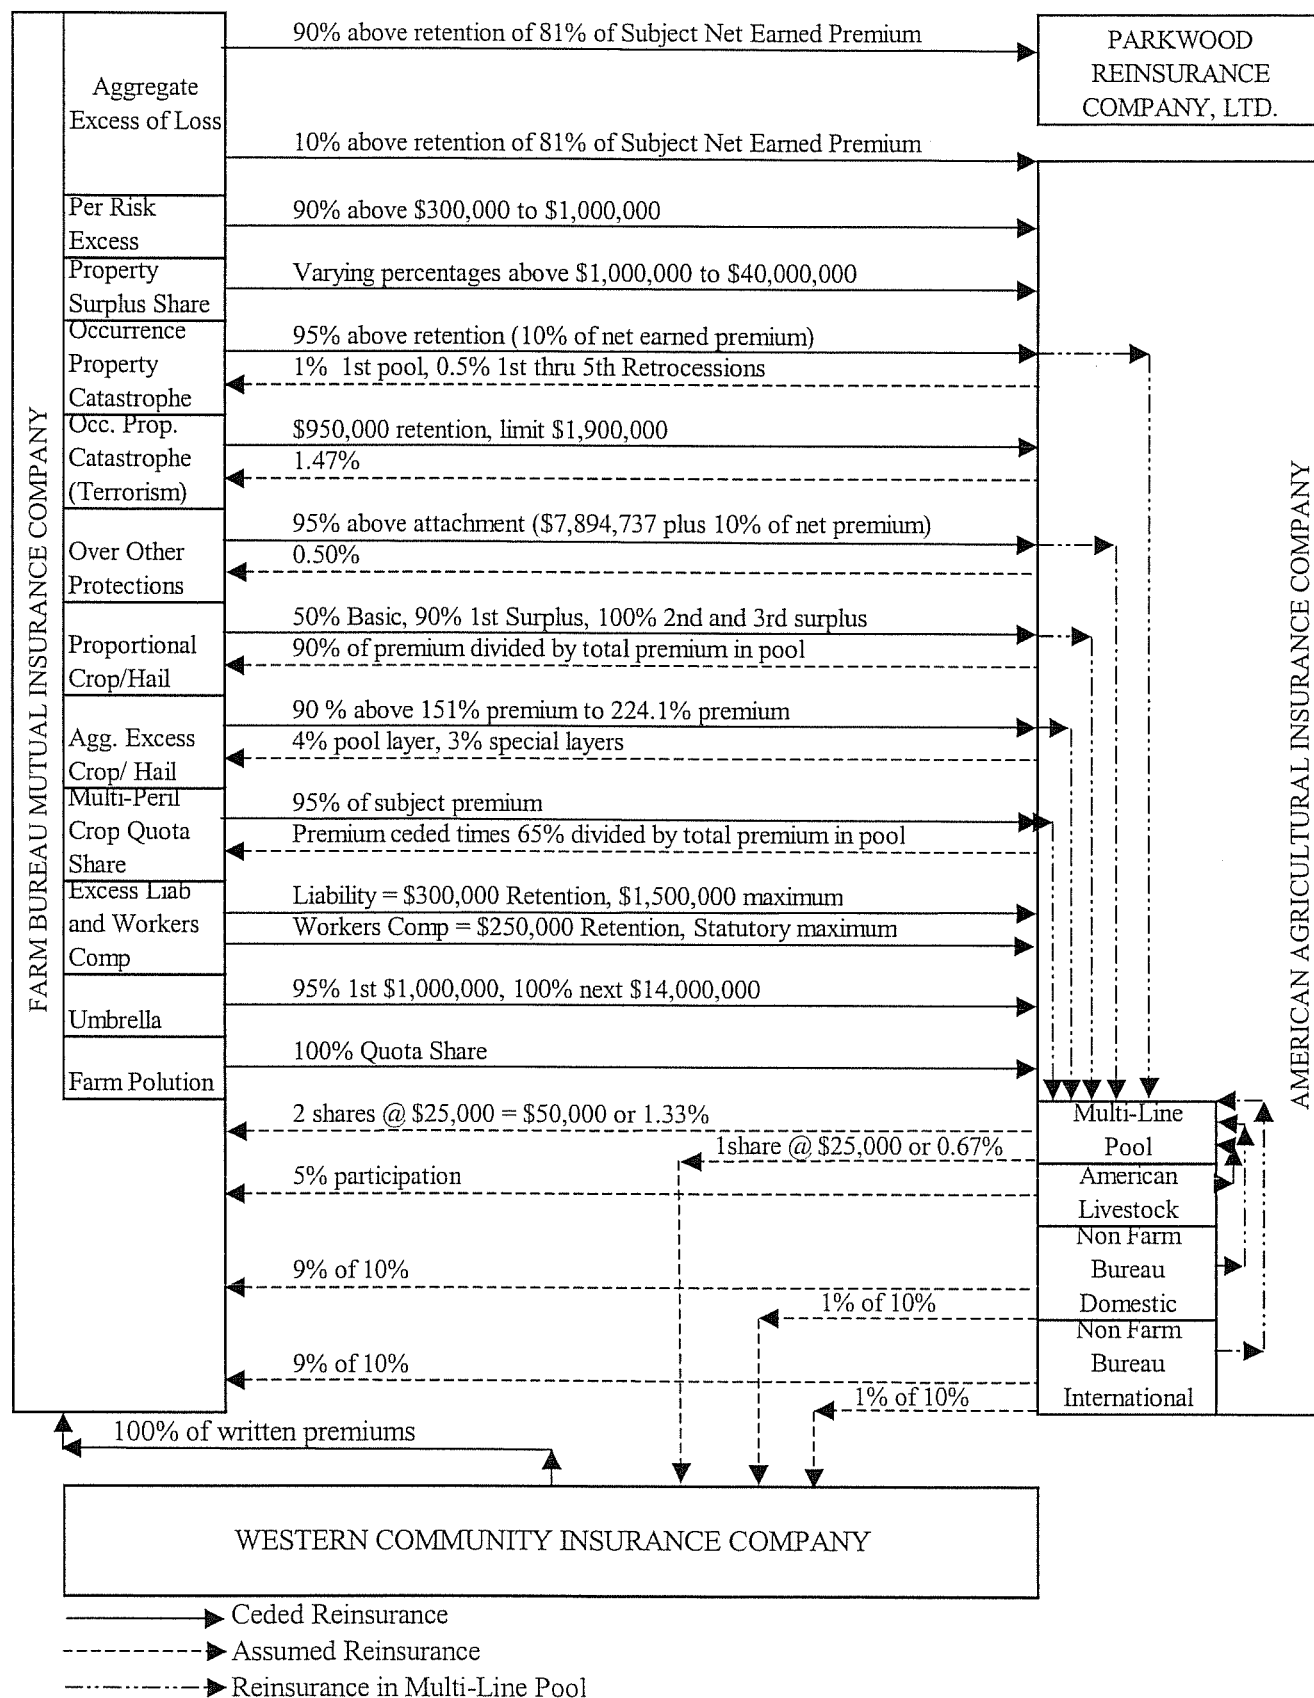 90% above retention of 81% of Subject Net Earned Premium
PARKWOOD
REINSURANCE
COMPANY, LTD.
Aggregate
Excess of Loss
10% above retention of 81% of Subject Net Earned Premium
Per Risk
Excess
90% above $300,000 to $1,000,000
Property
Surplus Share
Varying percentages above $1,000,000 to $40,000,000
Occurrence
Property
Catastrophe
95% above retention (10% of net earned premium)
1% 1st pool, 0.5% 1st thru 5th Retrocessions
Occ. Prop.
Catastrophe
(Terrorism)
$950,000 retention, limit $1,900,000
1.47%
Over Other
Protections
95% above attachment ($7,894,737 plus 10% of net premium)
0.50%
Proportional
Crop/Hail
50% Basic, 90% 1st Surplus, 100% 2nd and 3rd surplus
90% of premium divided by total premium in pool
Agg. Excess
Crop/ Hail
90 % above 151% premium to 224.1% premium
4% pool layer, 3% special layers
Multi-Peril
Crop Quota
Share
95% of subject premium
Premium ceded times 65% divided by total premium in pool
Excess Liab
and Workers
Comp
Liability = $300,000 Retention, $1,500,000 maximum
Workers Comp = $250,000 Retention, Statutory maximum
Umbrella
95% 1st $1,000,000, 100% next $14,000,000
Farm Polution
100% Quota Share
FARM BUREAU MUTUAL INSURANCE COMPANY
AMERICAN AGRICULTURAL INSURANCE COMPANY
2 shares @ $25,000 = $50,000 or 1.33%
1share @ $25,000 or 0.67%
Multi-Line
Pool
5% participation
American
Livestock
9% of 10%
1% of 10%
Non Farm
Bureau
Domestic
9% of 10%
1% of 10%
Non Farm
Bureau
International
100% of written premiums
WESTERN COMMUNITY INSURANCE COMPANY
Ceded Reinsurance
Assumed Reinsurance
Reinsurance in Multi-Line Pool